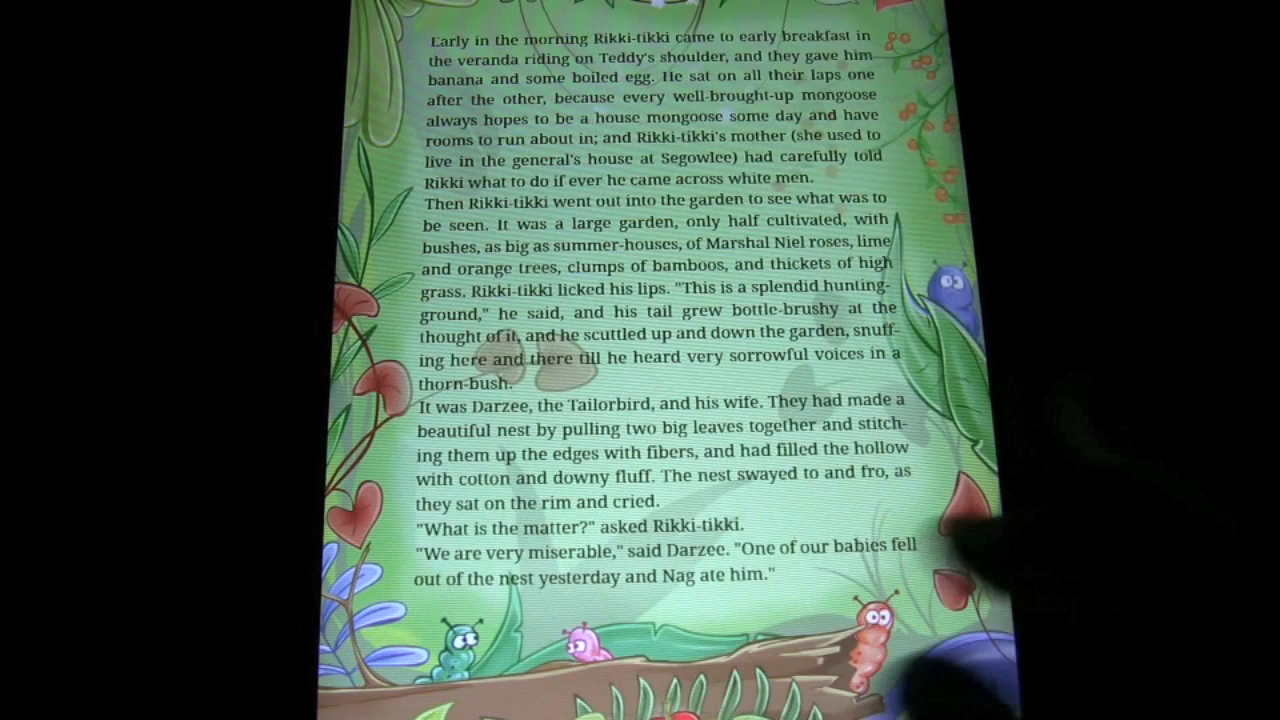 Early in the morning Rikki-tikki came to early breakfast in
the veranda riding on Teddy's shoulder, and they gave him
banana and some boiled egg. He sat on all their laps one
after the other, because every well-brought-up mongoose
always hopes to be a house mongoose some day and have
rooms to run about in; and Rikki-tikki's mother (she used to
live in the general's house at Segowlee) had carefully told
Rikki what to do if ever he came across white men.
Then Rikki-tikki went out into the garden to see what was to
be seen. It was a large garden, only half cultivated, with
bushes, as big as summer-houses, of Marshal Niel roses, lime
and orange trees, clumps of bamboos, and thickets of high
grass. Rikki-tikki licked his lips. "This is a splendid hunting-
ground," he said, and his tail grew bottle-brushy at the
thought of it, and he scuttled up and down the garden, snuff-
ing here and there till he heard very sorrowful voices in a
thorn-bush.
It was Darzee, the Tailorbird, and his wife. They had made a
beautiful nest by pulling two big leaves together and stitch-
ing them up the edges with fibers, and had filled the hollow
with cotton and downy fluff. The nest swayed to and fro, as
they sat on the rim and cried.
"What is the matter?" asked Rikki-tikki.
"We are very miserable," said Darzee. "One of our babies fell
out of the nest yesterday and Nag ate him."